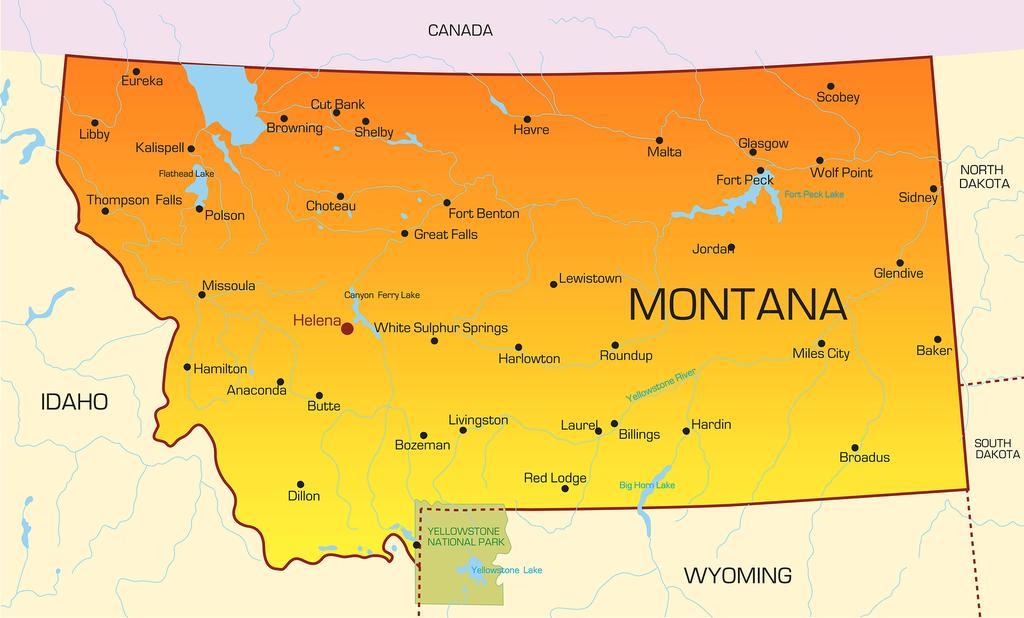 CANADA
Eureka
Cut Bank
Scobey
Libby
Browning
Shelby
Havre
Kalispell
Malta
Glasgow
Flathead Lake
Wolf Point
NORTH
DAKOTA
Fort Peck
Fort Peck Lake
Thompson Falls
Polson
Choteau
Fort Benton
Sidney
Great Falls
Jordan
Glendive
Missoula
Lewistown
Canyon Ferry Lake
MONTANA
Helena
White Sulphur Springs
Harlowton
Roundup
Miles City
Baker
Hamilton
Anaconda
Yellowstone River
IDAHO
Butte
Livingston
Laurel
Billings
Hardin
Bozeman
SOUTH
DAKOTA
Broadus
Red Lodge
Big Horn Lake
Dillon
YELLOWSTONE
NATIONAL PARK
Yellowstone Lake
WYOMING